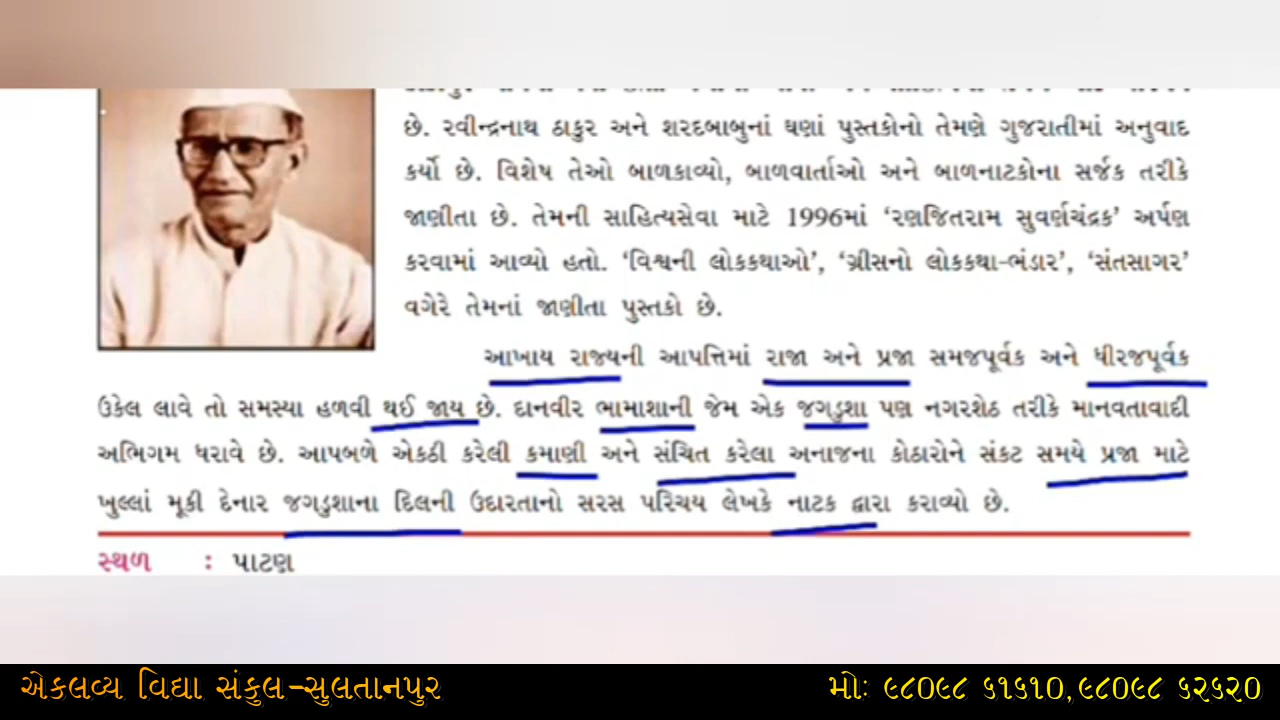 છે. રવીન્દ્રનાથ ઠાકુર અને શરદબાબુનાં ઘણાં પુસ્તકોનો તેમણે ગુજરાતીમાં અનુવાદ
કર્યો છે. વિશેષ તેઓ બાળકાવ્યો, બાળવાર્તાઓ અને બાળનાટકોના સર્જક તરીકે
જાણીતા છે. તેમની સાહિત્યસેવા માટે 1996માં ‘રણજિતરામ સુવર્ણચંદ્રક’ અર્પણ
કરવામાં આવ્યો હતો. ‘વિશ્વની લોકકથાઓ’, ‘ગ્રીસનો લોકકથા-ભંડાર’, ‘સંતસાગર’
વગેરે તેમનાં જાણીતા પુસ્તકો છે.
આખાય રાજ્યની આપત્તિમાં રાજા અને પ્રજા સમજપૂર્વક અને ધીરજપૂર્વક
ઉકેલ લાવે તો સમસ્યા હળવી થઈ જાય છે. દાનવીર ભામાશાની જેમ એક જગડુશા પણ નગરશેઠ તરીકે માનવતાવાદી
અભિગમ ધરાવે છે. આપબળે એકઠી કરેલી કમાણી અને સંચિત કરેલા અનાજના કોઠારોને સંકટ સમયે પ્રજા માટે
ખુલ્લાં મૂકી દેનાર જગડુશાના દિલની ઉદારતાનો સરસ પરિચય લેખકે નાટક દ્વારા કરાવ્યો છે.
સ્થળ : પાટણ
એકલવ્ય વિદ્યા સંકુલ-સુલતાનપુર
મોઃ ૯૮૦૯૮ ૬૧૬૧૦,૯૮૦૯૮ ૬૨૬૨૦